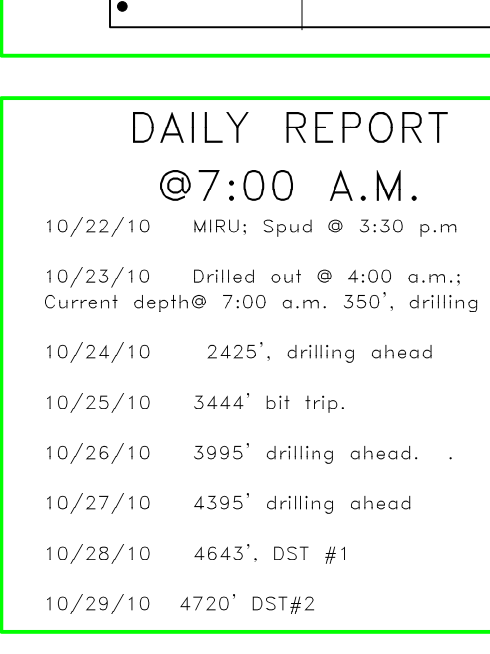 DAILY REPORT
@7:00 A.M.
10/22/10 MIRU; Spud @ 3:30 p.m
10/23/10 Drilled out @ 4:00 a.m.;
Current depth@ 7:00 a.m. 350', drilling
10/24/10 2425', drilling ahead
10/25/10 3444' bit trip.
10/26/10 3995' drilling ahead. .
10/27/10 4395' drilling ahead
10/28/10 4643', DST #1
10/29/10 4720' DST#2